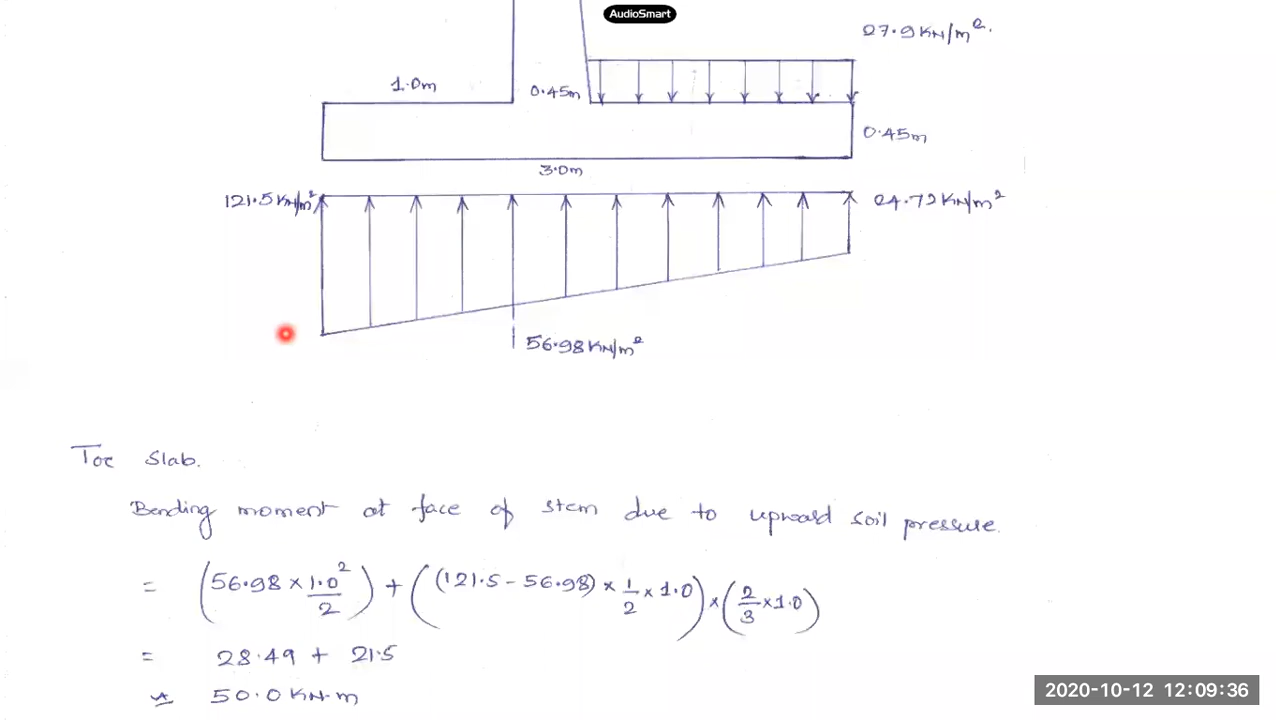 AudioSmart
27.9 KN/m².
1.0m
0.45m
0.45m
3.0m
121.5 KN/m²
24.72 KN/m²
56.98 KN/m²
Toe Slab.
Bending moment at face of stem due to upward soil pressure.
= (56.98 × 1.0²/2) + ((121.5 - 56.98) × 1/2 × 1.0) × (2/3 × 1.0)
= 28.49 + 21.5
≃ 50.0 KN.m
2020-10-12 12:09:36